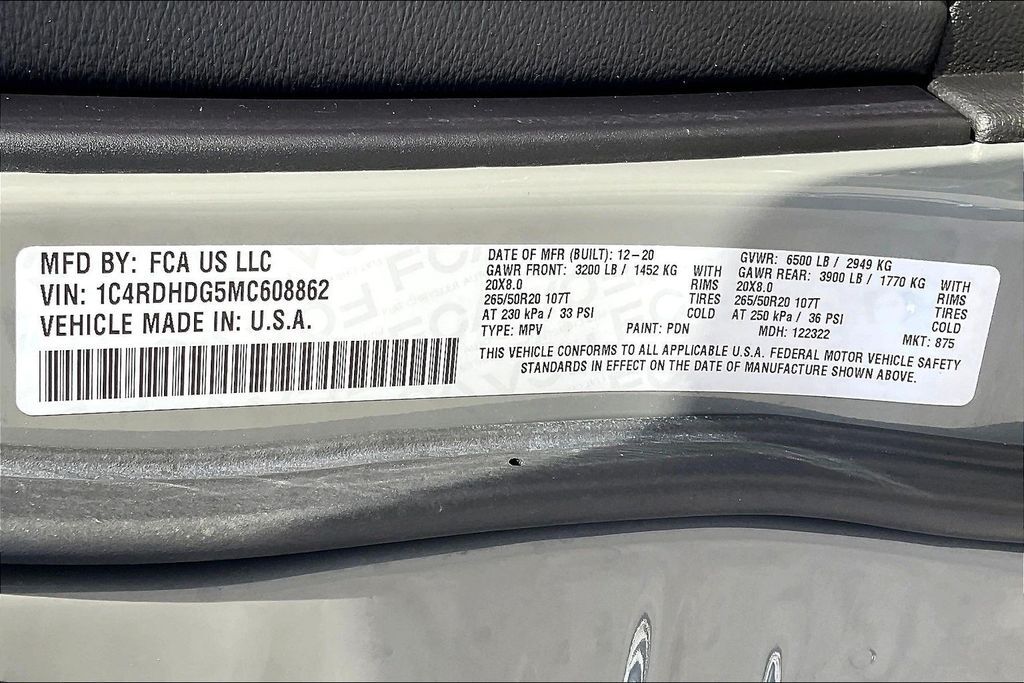 MFD BY: FCA US LLC
VIN: 1C4RDHDG5MC608862
VEHICLE MADE IN: U.S.A.
DATE OF MFR (BUILT): 12-20
GVWR: 6500 LB / 2949 KG
GAWR FRONT: 3200 LB / 1452 KG WITH
20X8.0 RIMS
265/50R20 107T TIRES
AT 230 kPa / 33 PSI COLD
GAWR REAR: 3900 LB / 1770 KG WITH
20X8.0 RIMS
265/50R20 107T TIRES
AT 250 kPa / 36 PSI COLD
TYPE: MPV PAINT: PDN MDH: 122322 MKT: 875
THIS VEHICLE CONFORMS TO ALL APPLICABLE U.S.A. FEDERAL MOTOR VEHICLE SAFETY
STANDARDS IN EFFECT ON THE DATE OF MANUFACTURE SHOWN ABOVE.